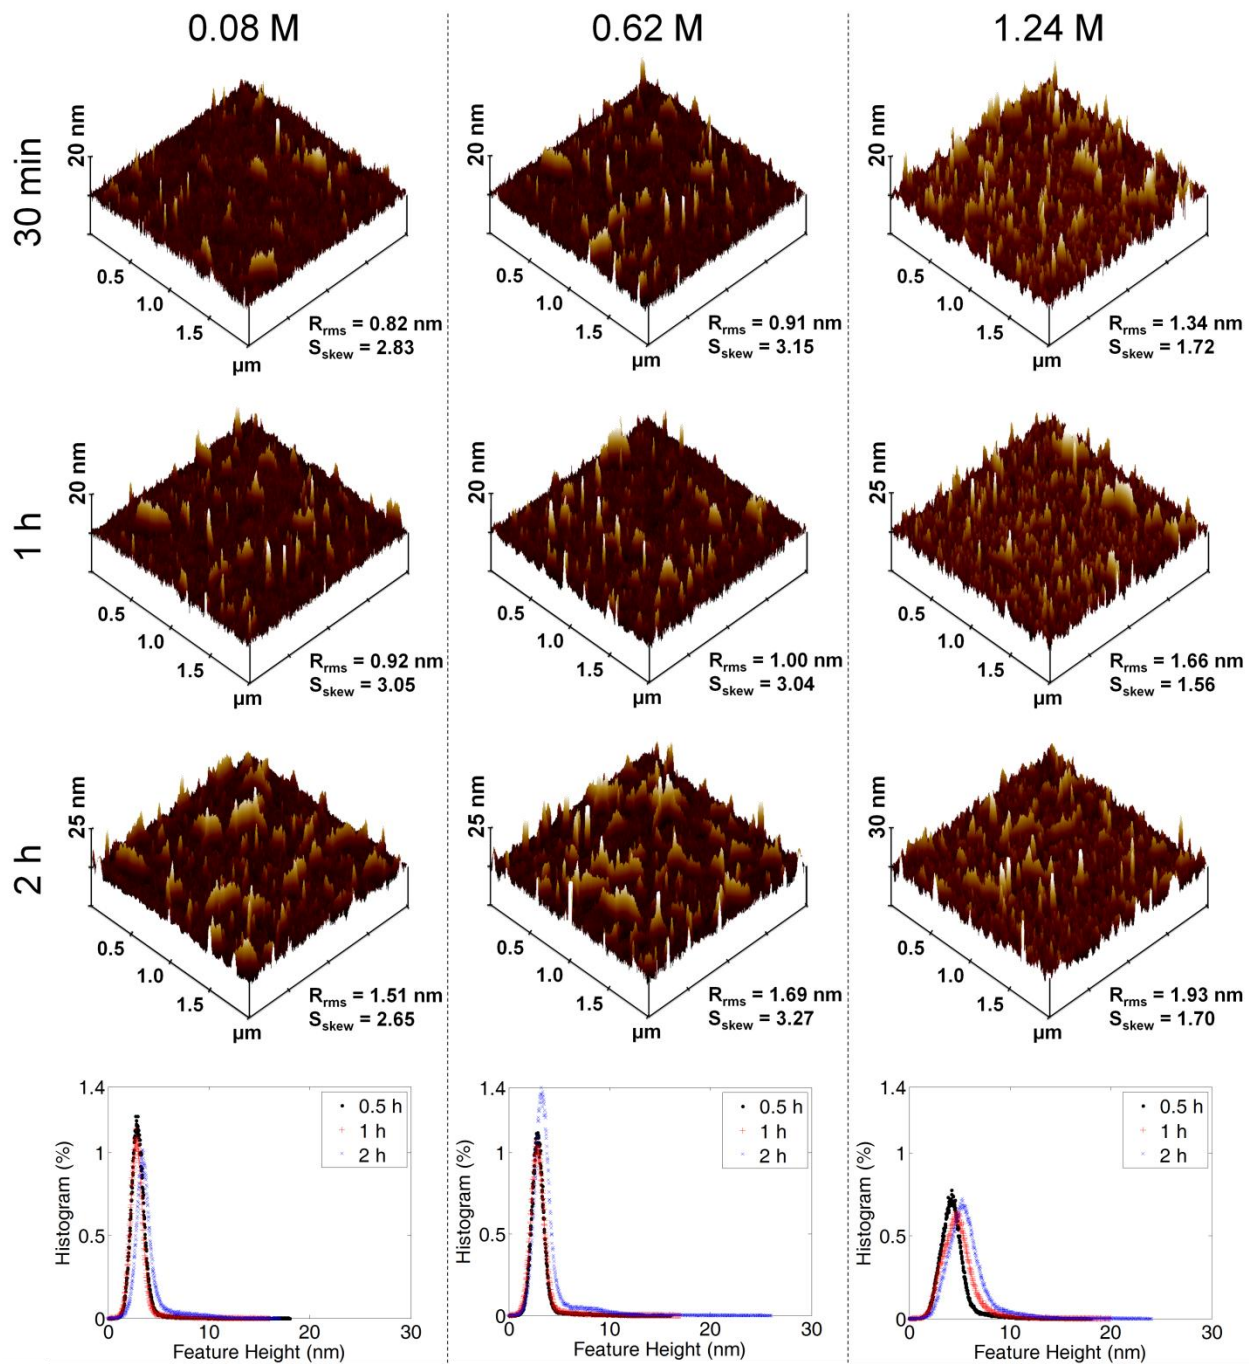 0.08 M 0.62 M 1.24 M
30 min
20 nm 20 nm 20 nm
0.5 0.5 0.5
1.0 1.0 1.0
1.5 1.5 1.5
µm µm µm
Rrms = 0.82 nm Rrms = 0.91 nm Rrms = 1.34 nm
Sskew = 2.83 Sskew = 3.15 Sskew = 1.72
1 h
20 nm 20 nm 25 nm
0.5 0.5 0.5
1.0 1.0 1.0
1.5 1.5 1.5
µm µm µm
Rrms = 0.92 nm Rrms = 1.00 nm Rrms = 1.66 nm
Sskew = 3.05 Sskew = 3.04 Sskew = 1.56
2 h
25 nm 25 nm 30 nm
0.5 0.5 0.5
1.0 1.0 1.0
1.5 1.5 1.5
µm µm µm
Rrms = 1.51 nm Rrms = 1.69 nm Rrms = 1.93 nm
Sskew = 2.65 Sskew = 3.27 Sskew = 1.70
Histogram (%)
1.4
1
0.5
0
0 10 20 30
Feature Height (nm)
0.5 h
1 h
2 h
Histogram (%)
1.4
1
0.5
0
0 10 20 30
Feature Height (nm)
0.5 h
1 h
2 h
Histogram (%)
1.4
1
0.5
0
0 10 20 30
Feature Height (nm)
0.5 h
1 h
2 h